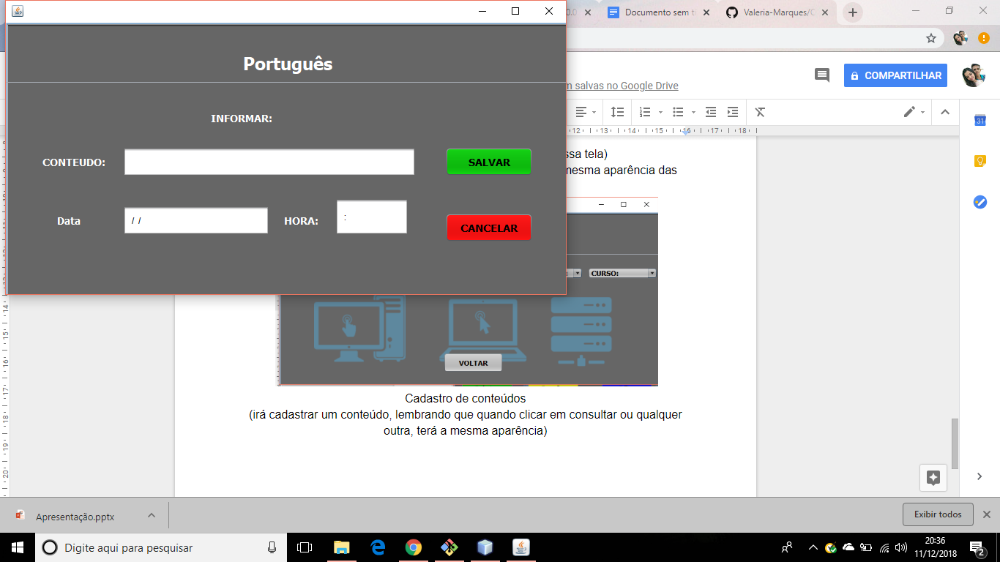 Documento sem t
Valeria-Marques/C
Português
INFORMAR:
CONTEUDO:
SALVAR
Data
/ /
HORA:
:
CANCELAR
m salvas no Google Drive
COMPARTILHAR
12 13 14 15 16 17 18
31
ssa tela)
mesma aparência das
CURSO:
VOLTAR
Cadastro de conteúdos
(irá cadastrar um conteúdo, lembrando que quando clicar em consultar ou qualquer
outra, terá a mesma aparência)
14
15
16
17
18
19
20
Apresentação.pptx
Exibir todos
Digite aqui para pesquisar
20:36
11/12/2018
2